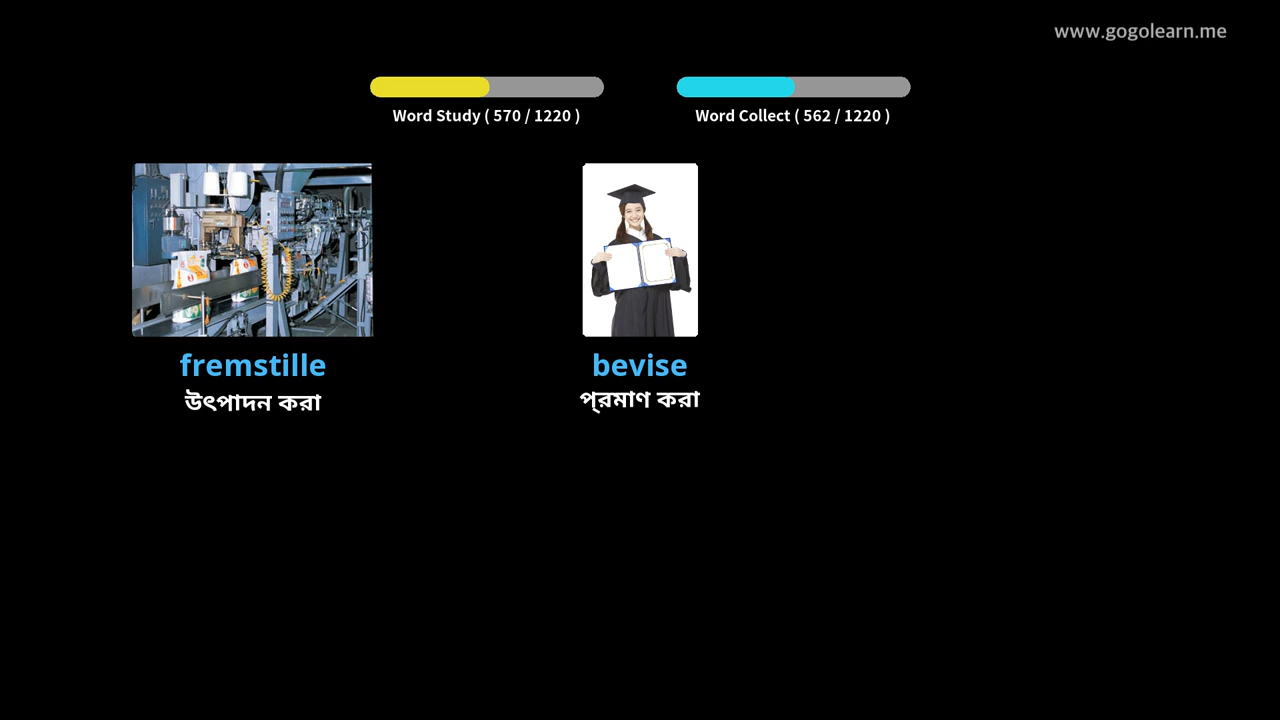 www.gogolearn.me
Word Study ( 570 / 1220 )
Word Collect ( 562 / 1220 )
fremstille
উৎপাদন করা
bevise
প্রমাণ করা